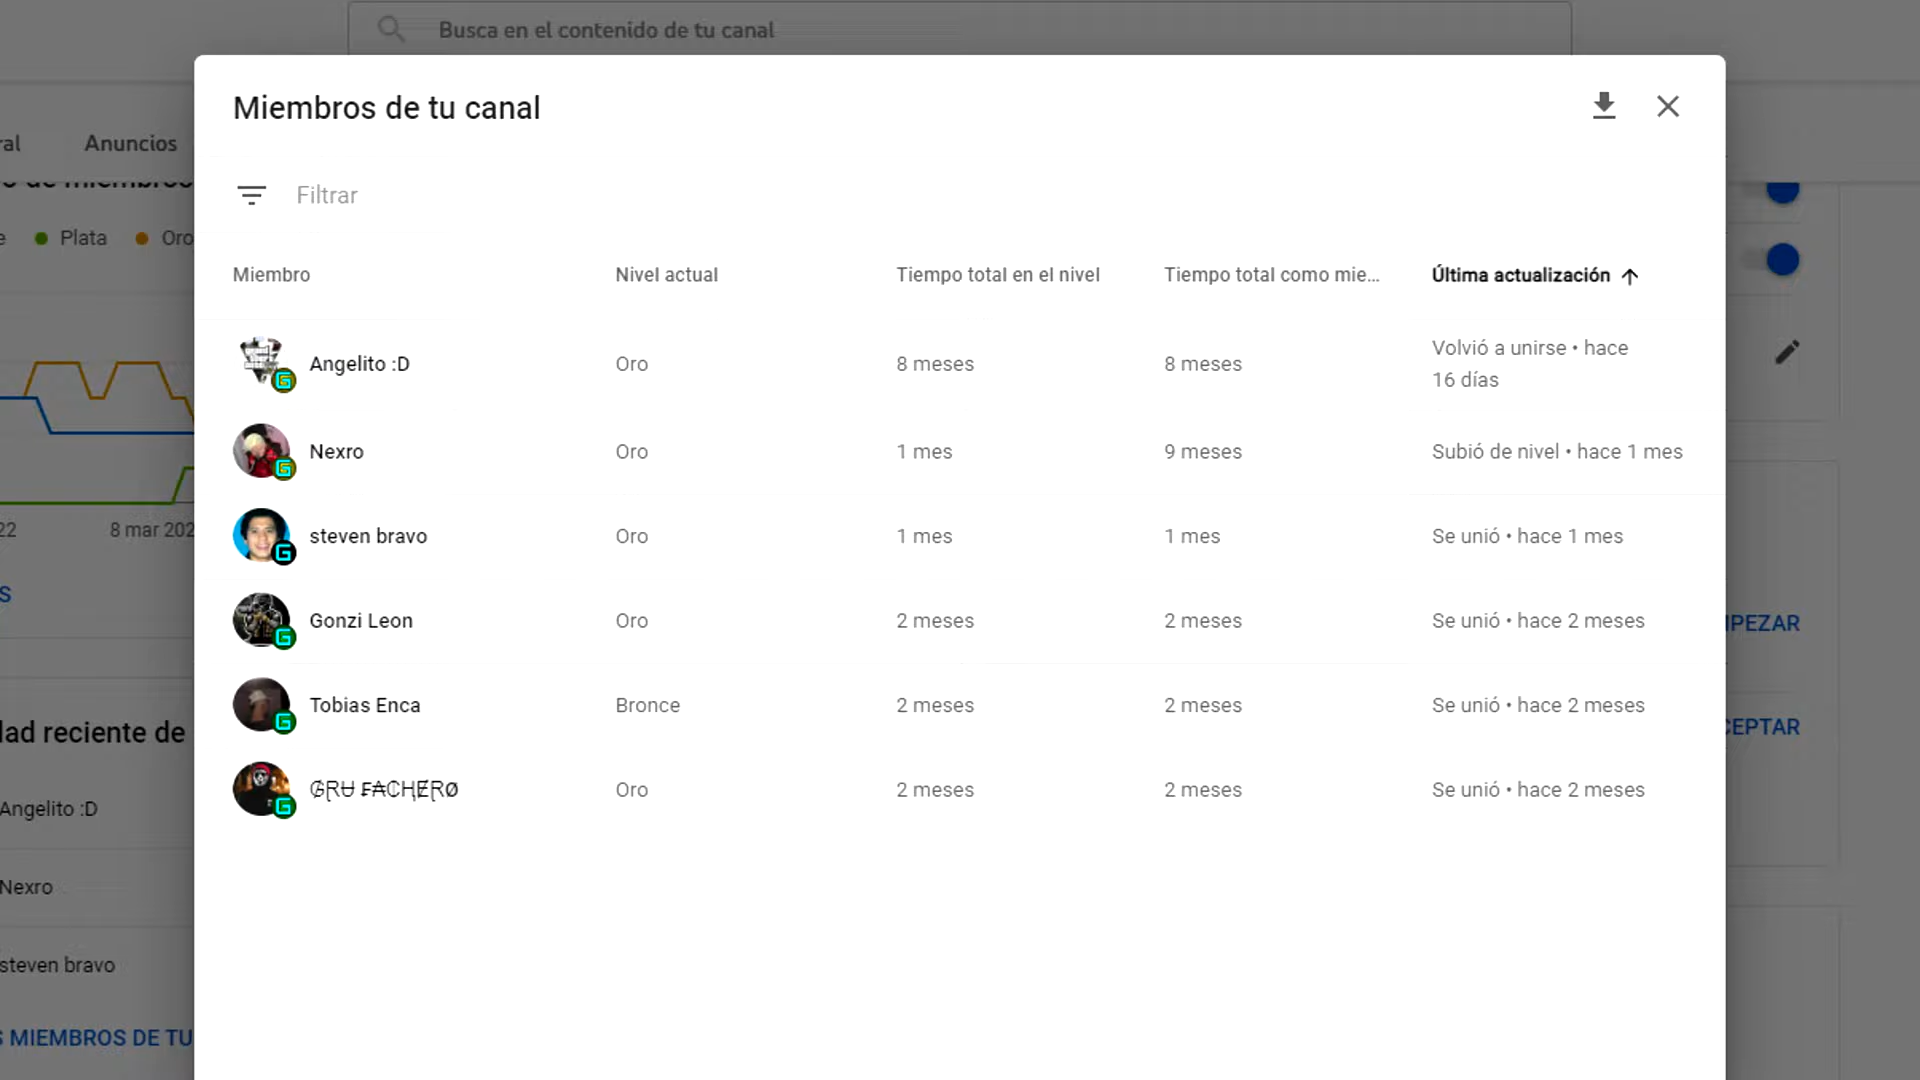 Busca en el contenido de tu canal
Miembros de tu canal
ral Anuncios
Filtrar
e Plata Oro
Miembro Nivel actual Tiempo total en el nivel Tiempo total como mie... Última actualización
Angelito :D Oro 8 meses 8 meses Volvió a unirse • hace
16 días
Nexro Oro 1 mes 9 meses Subió de nivel • hace 1 mes
steven bravo Oro 1 mes 1 mes Se unió • hace 1 mes
22 8 mar 202
S
Gonzi Leon Oro 2 meses 2 meses Se unió • hace 2 meses
PEZAR
Tobias Enca Bronce 2 meses 2 meses Se unió • hace 2 meses
dad reciente de
EPTAR
GRU FACHERO Oro 2 meses 2 meses Se unió • hace 2 meses
Angelito :D
Nexro
steven bravo
S MIEMBROS DE TU